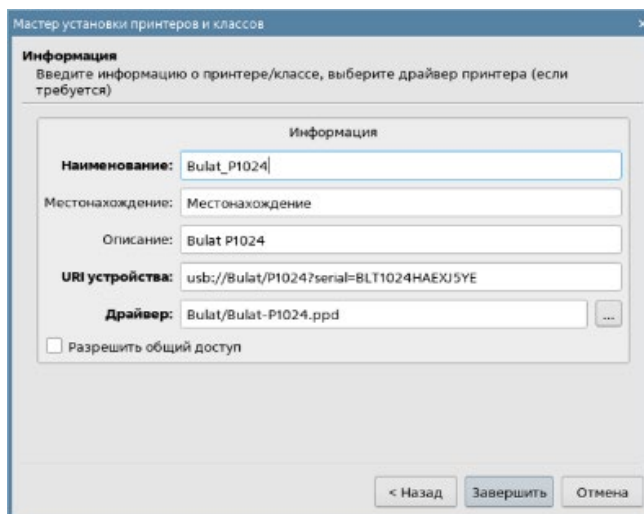 Мастер установки принтеров и классов
Информация
Введите информацию о принтере/классе, выберите драйвер принтера (если
требуется)
Информация
Наименование: Bulat_P1024
Местонахождение: Местонахождение
Описание: Bulat P1024
URI устройства: usb://Bulat/P1024?serial=BLT1024HAEXJ5YE
Драйвер: Bulat/Bulat-P1024.ppd ...
Разрешить общий доступ
< Назад Завершить Отмена